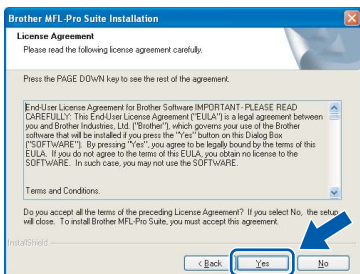 Brother MFL-Pro Suite Installation
License Agreement
Please read the following license agreement carefully.
Press the PAGE DOWN key to see the rest of the agreement.
End-User License Agreement for Brother Software IMPORTANT- PLEASE READ
CAREFULLY: This End-User License Agreement ("EULA") is a legal agreement between
you and Brother Industries, Ltd. ("Brother"), which governs your use of the Brother
software that will be installed if you press the "Yes" button on this Dialog Box
("SOFTWARE"). By pressing "Yes", you agree to be legally bound by the terms of this
EULA. If you do not agree to the terms of this EULA, you obtain no license to the
SOFTWARE. In such case, you may not use the SOFTWARE.
Terms and Conditions.
Do you accept all the terms of the preceding License Agreement? If you select No, the setup
will close. To install Brother MFL-Pro Suite, you must accept this agreement.
InstallShield
< Back
Yes
No